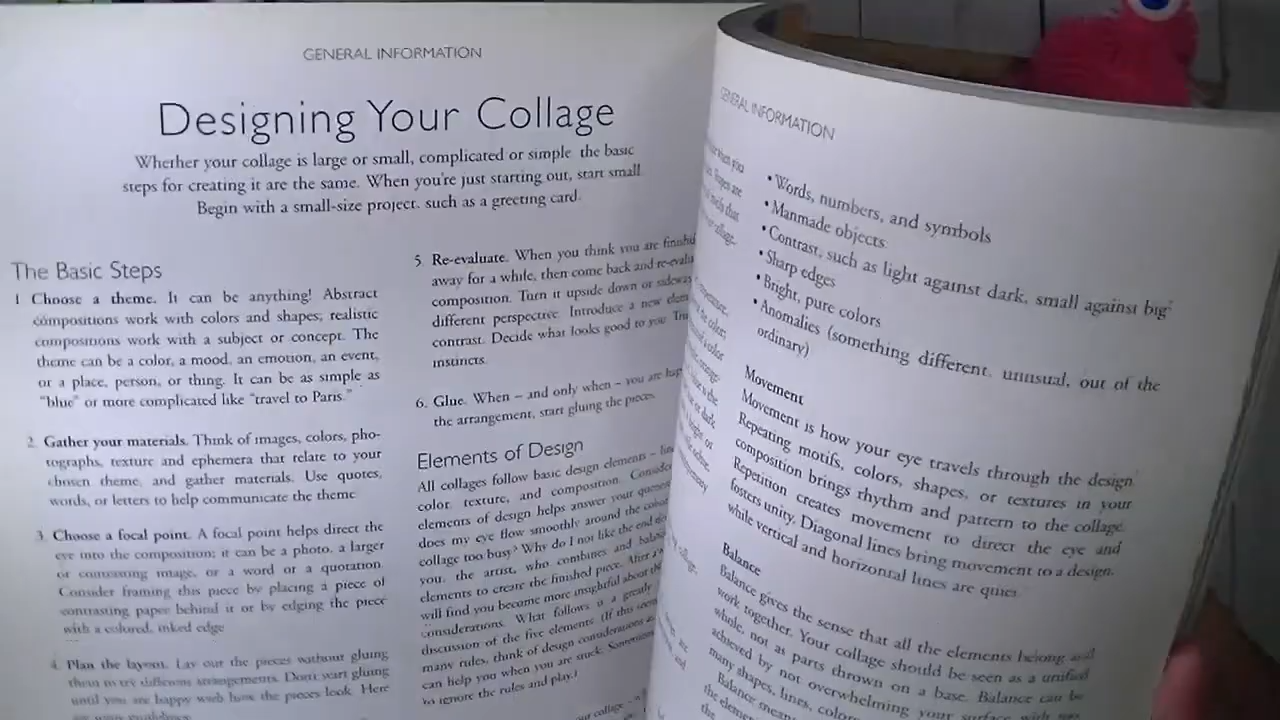 GENERAL INFORMATION
Designing Your Collage
Whether your collage is large or small, complicated or simple the basic
steps for creating it are the same. When you're just starting out, start small
Begin with a small-size project. such as a greeting card.
The Basic Steps
1 Choose a theme. It can be anything! Abstract
compositions work with colors and shapes; realistic
compositions work with a subject or concept. The
theme can be a color, a mood, an emotion, an event,
or a place, person, or thing. It can be as simple as
"blue" or more complicated like "travel to Paris."
2. Gather your materials. Think of images, colors, pho-
tographs, texture and ephemera that relate to your
chosen theme, and gather materials. Use quotes,
words, or letters to help communicate the theme
3. Choose a focal point. A focal point helps direct the
eye into the composition; it can be a photo, a larger
or contrasting image, or a word or a quotation
Consider framing this piece by placing a piece of
contrasting paper behind it or by edging the piece
with a colored, inked edge
4. Plan the layout. Lay out the pieces without gluing
them to try different arrangements. Don't start gluing
until you are happy with how the pieces look. Here
are some guidelines.
5. Re-evaluate. When you think you are
away for a while, then come back and
composition. Turn it upside down or
different perspective. Introduce a new
contrast. Decide what looks good to you.
instincts.
6. Glue. When – and only when – you are
the arrangement, start gluing the pieces.
Elements of Design
All collages follow basic design elements –
color, texture, and composition.
elements of design helps answer your
does my eye flow smoothly around the
collage too busy? Why do I not like the end
you, the artist, who combines and
elements to create the finished piece. After
will find you become more insightful about
considerations. What follows is a greatly
discussion of the five elements. (If this
many rules, think of design considerations
can help you when you are stuck.
to ignore the rules and play.)
GENERAL INFORMATION
• Words, numbers, and symbols
• Manmade objects
• Contrast, such as light against dark, small against big
• Sharp edges
• Bright, pure colors
• Anomalies (something different, unusual, out of the
ordinary)
Movement
Movement is how your eye travels through the design
Repeating motifs, colors, shapes, or textures in your
composition brings rhythm and pattern to the collage.
Repetition creates movement to direct the eye and
fosters unity. Diagonal lines bring movement to a design.
while vertical and horizontal lines are quiet
Balance
Balance gives the sense that all the elements belong and
work together. Your collage should be seen as a unified
whole, not as parts thrown on a base. Balance can be
achieved by not overwhelming your surface with
many shapes, lines,
Balance
the